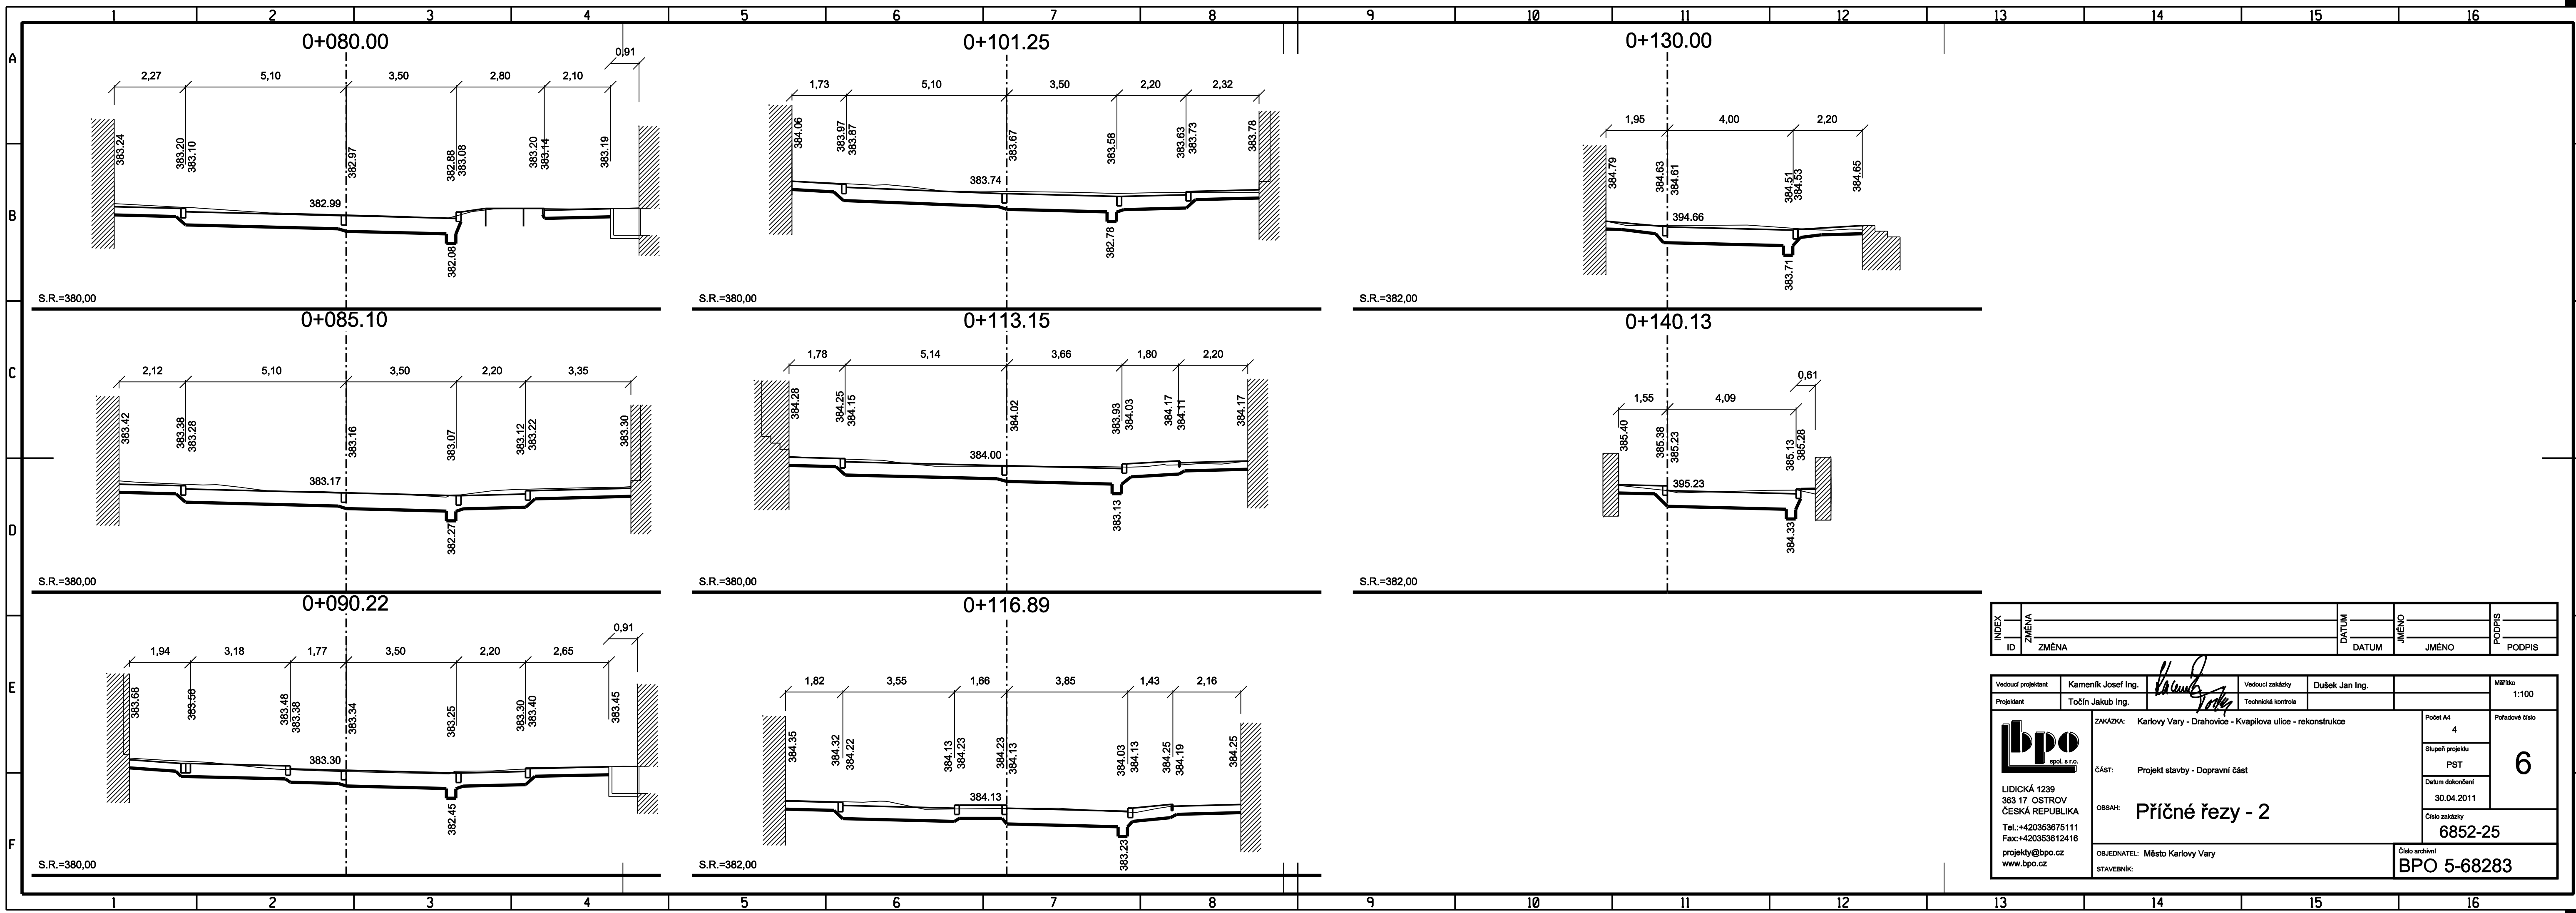 1 2 3 4 5 6 7 8 9 10 11 12 13 14 15 16
A
B
C
D
E
F
0+080.00
0,91
2,27 5,10 3,50 2,80 2,10
383.24 383.20 383.10 382.97 382.88 383.08 383.20 383.14 383.19
382.99
382.08
S.R.=380,00
0+085.10
2,12 5,10 3,50 2,20 3,35
383.42 383.38 383.28 383.16 383.07 383.12 383.22 383.30
383.17
382.27
S.R.=380,00
0+090.22
0,91
1,94 3,18 1,77 3,50 2,20 2,65
383.68 383.56 383.48 383.38 383.34 383.25 383.30 383.40 383.45
383.30
382.45
S.R.=380,00
0+101.25
1,73 5,10 3,50 2,20 2,32
384.06 383.97 383.87 383.67 383.58 383.63 383.73 383.78
383.74
382.78
S.R.=380,00
0+113.15
1,78 5,14 3,66 1,80 2,20
384.28 384.25 384.15 384.02 383.93 384.03 384.17 384.11 384.17
384.00
383.13
S.R.=380,00
0+116.89
1,82 3,55 1,66 3,85 1,43 2,16
384.35 384.32 384.22 384.13 384.23 384.23 384.13 384.03 384.13 384.25 384.19 384.25
384.13
383.23
S.R.=382,00
0+130.00
1,95 4,00 2,20
384.79 384.63 384.61 384.51 384.53 384.65
394.66
383.71
S.R.=382,00
0+140.13
0,61
1,55 4,09
385.40 385.38 385.23 385.13 385.28
395.23
384.33
S.R.=382,00
INDEX ZMĚNA DATUM JMÉNO PODPIS
ID ZMĚNA DATUM JMÉNO PODPIS
Vedoucí projektant Kameník Josef Ing. Vedoucí zakázky Dušek Jan Ing. Měřítko
1:100
Projektant Točín Jakub Ing. Technická kontrola
bpo
spol. s r.o.
LIDICKÁ 1239
363 17 OSTROV
ČESKÁ REPUBLIKA
Tel.:+420353675111
Fax:+420353612416
projekty@bpo.cz
www.bpo.cz
ZAKÁZKA: Karlovy Vary - Drahovice - Kvapilova ulice - rekonstrukce
ČÁST: Projekt stavby - Dopravní část
OBSAH: Příčné řezy - 2
OBJEDNATEL: Město Karlovy Vary
STAVEBNÍK:
Počet A4
4
Stupeň projektu
PST
Datum dokončení
30.04.2011
Pořadové číslo
6
Číslo zakázky
6852-25
Číslo archivní
BPO 5-68283
1 2 3 4 5 6 7 8 9 10 11 12 13 14 15 16